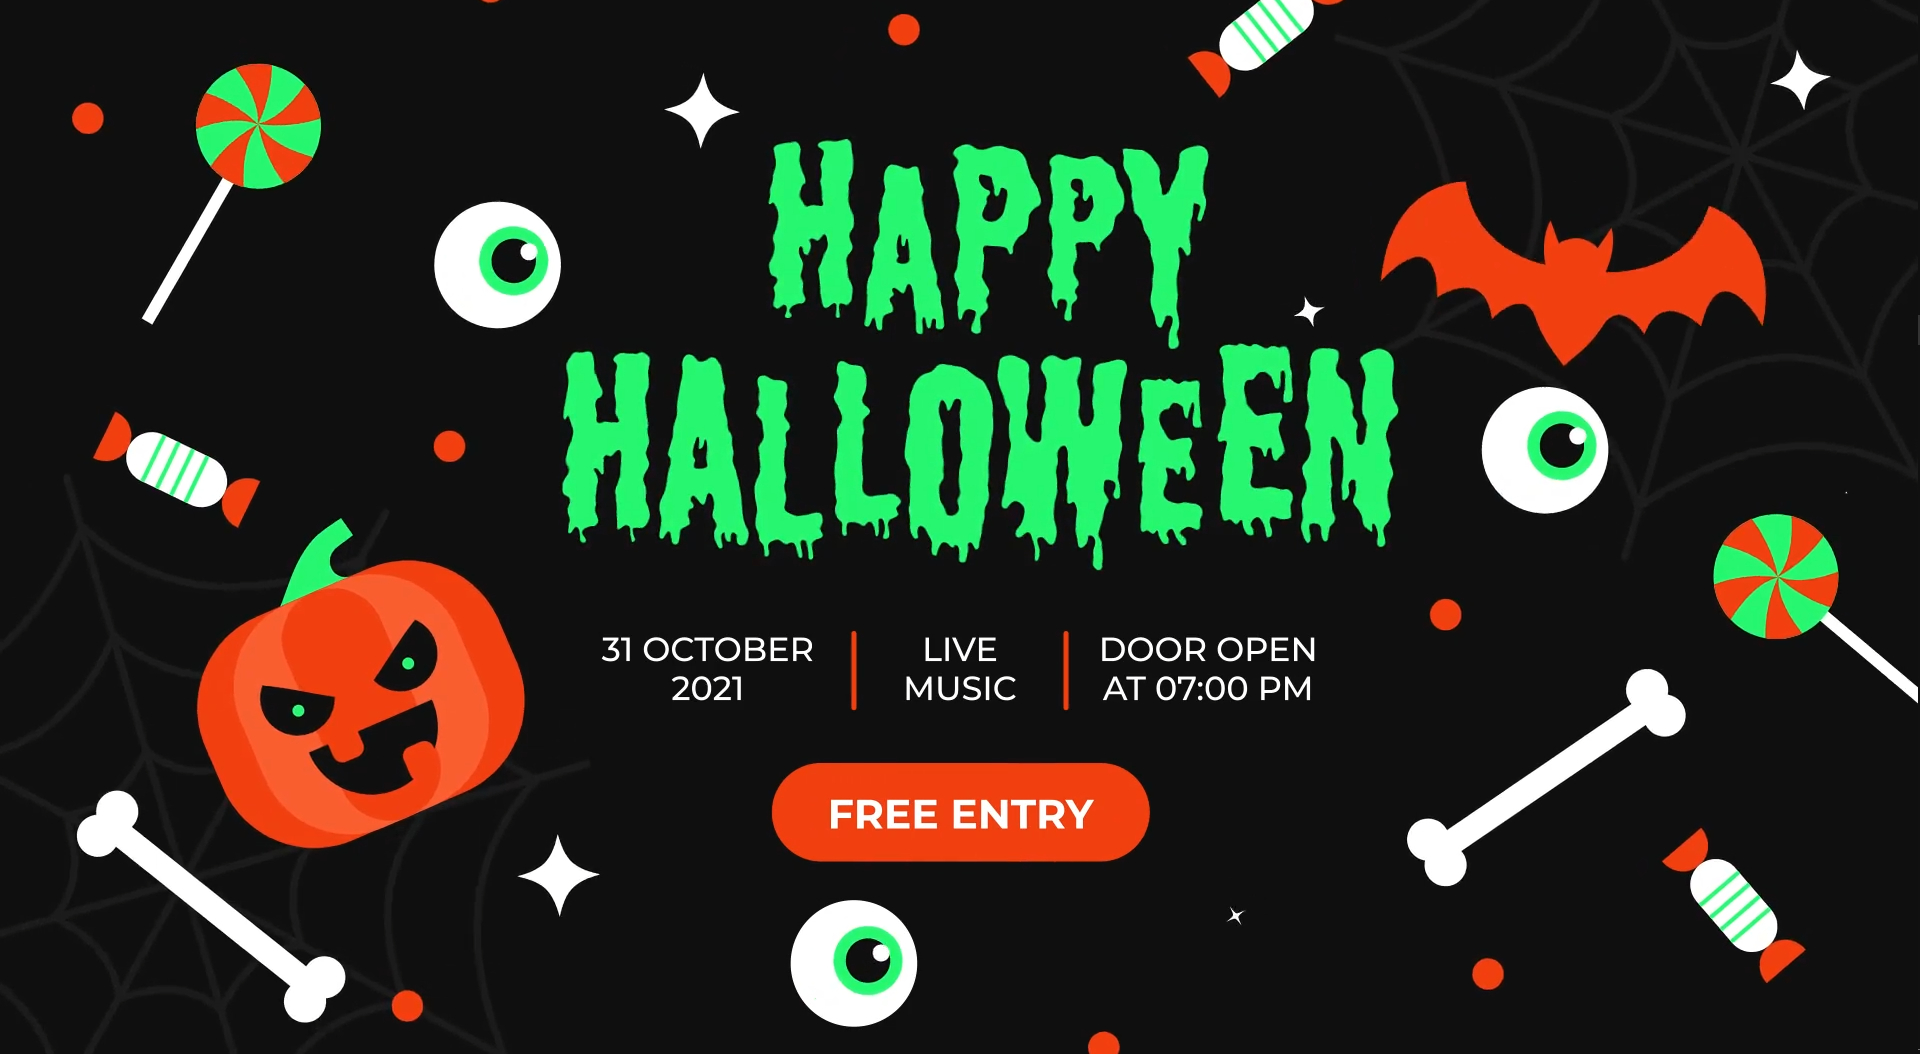 HAPPY
HALLOWEEN
31 OCTOBER
2021
LIVE
MUSIC
DOOR OPEN
AT 07:00 PM
FREE ENTRY